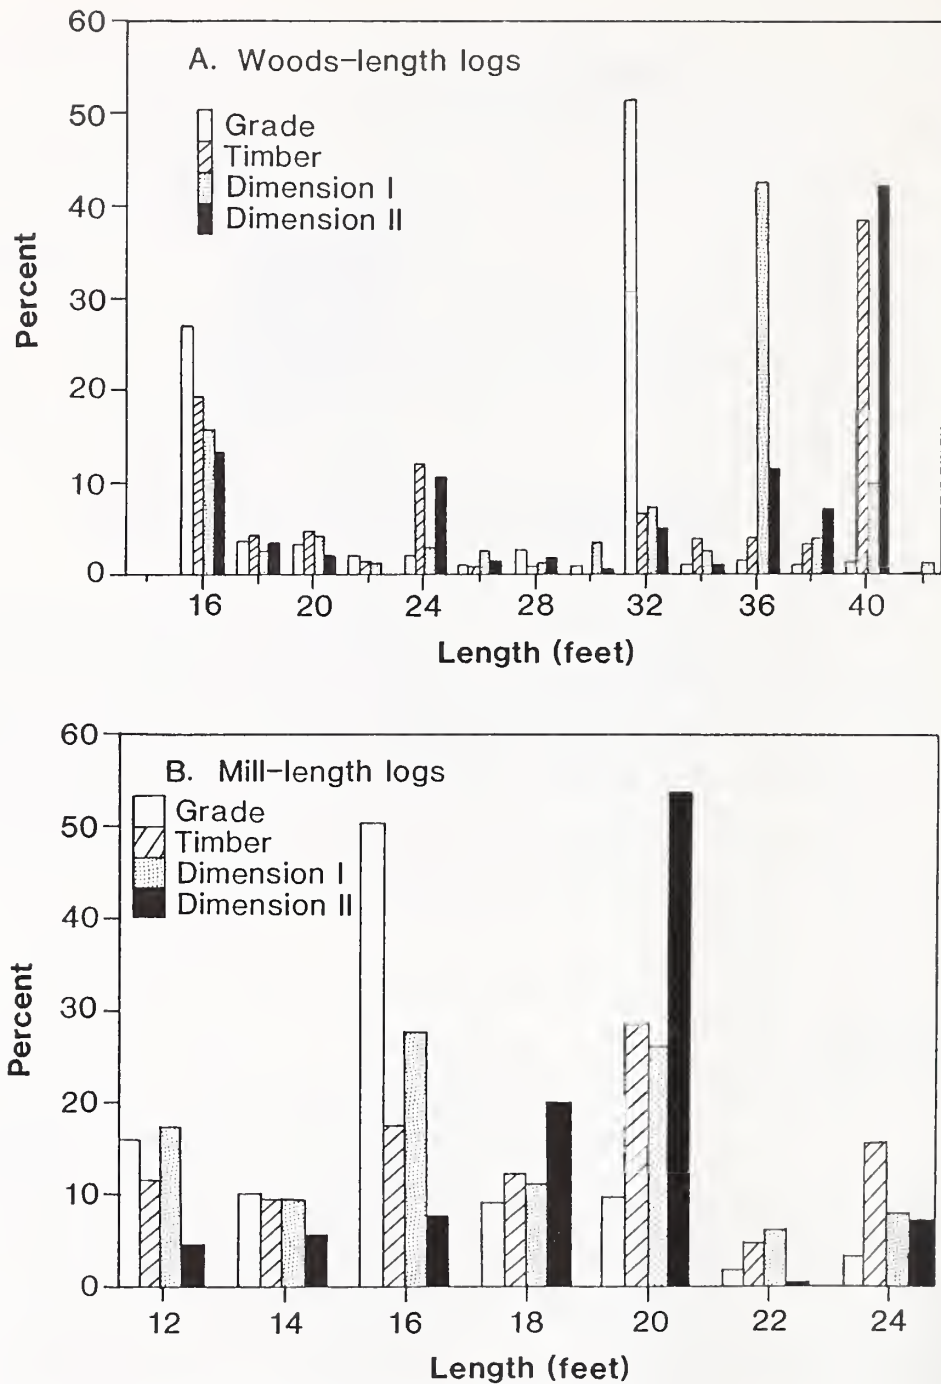 A. Woods-length logs
Grade
Timber
Dimension I
Dimension II
60
50
40
30
20
10
0
Percent
16 20 24 28 32 36 40
Length (feet)
B. Mill-length logs
Grade
Timber
Dimension I
Dimension II
60
50
40
30
20
10
0
Percent
12 14 16 18 20 22 24
Length (feet)